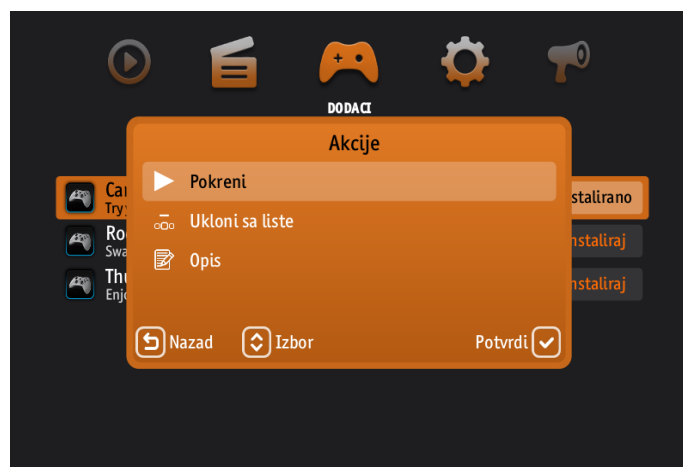 DODACI
Akcije
Pokreni
Ukloni sa liste
Opis
Nazad
Izbor
Potvrdi